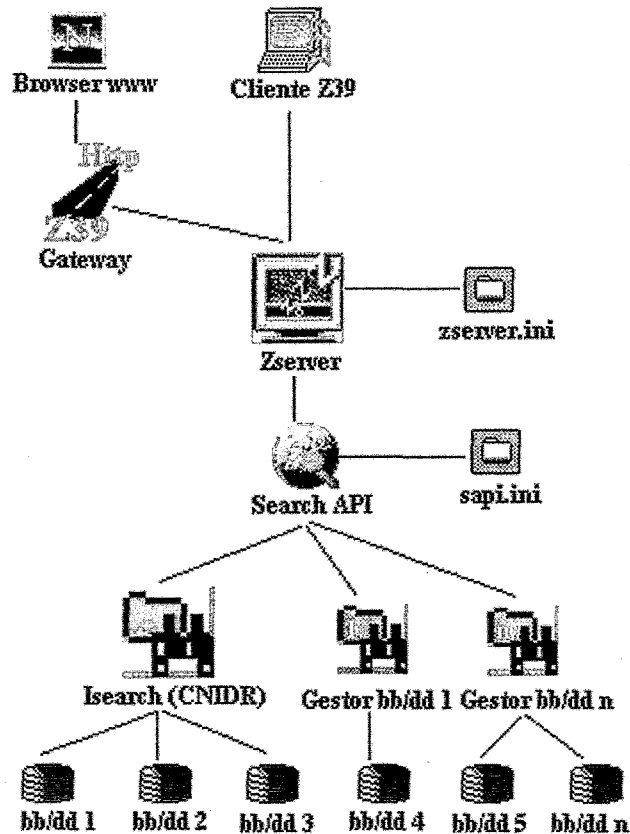 N
Browser www
Cliente Z39
Http
Z39
Gateway
zserver.ini
Zserver
sapi.ini
Search API
Isearch (CNIDR)
Gestor bb/dd 1
Gestor bb/dd n
bb/dd 1
bb/dd 2
bb/dd 3
bb/dd 4
bb/dd 5
bb/dd n